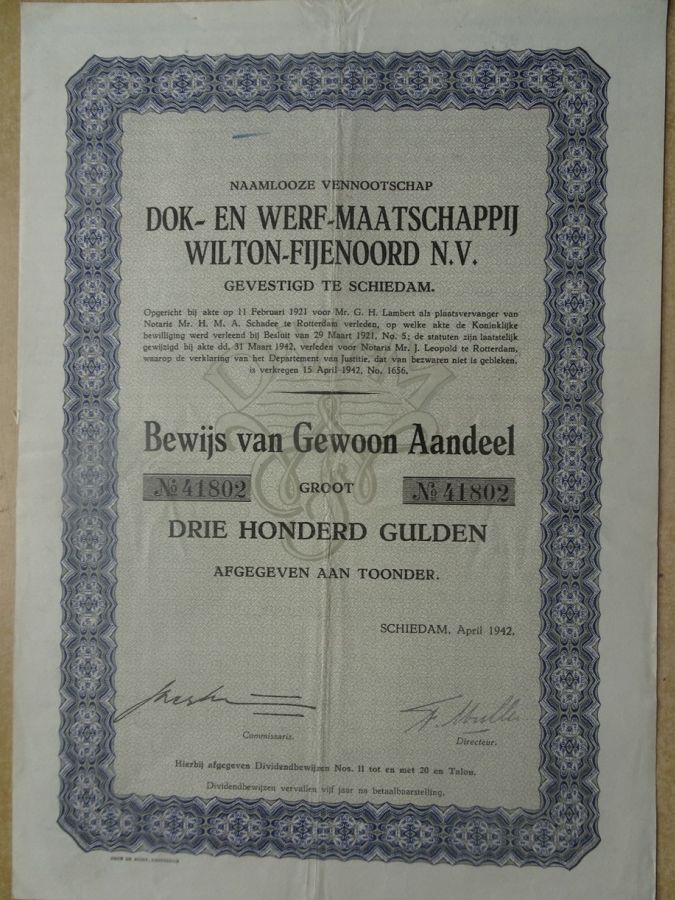 NAAMLOOZE VENNOOTSCHAP
DOK- EN WERF-MAATSCHAPPIJ
WILTON-FIJENOORD N.V.
GEVESTIGD TE SCHIEDAM.
Opgericht bij akte op 11 Februari 1921 voor Mr. G. H. Lambert als plaatsvervanger van
Notaris Mr. H. M. A. Schadee te Rotterdam verleden, op welke akte de Koninklijke
bewilliging werd verleend bij Besluit van 29 Maart 1921, No. 5; de statuten zijn laatstelijk
gewijzigd bij akte dd. 31 Maart 1942, verleden voor Notaris Mr. J. Leopold te Rotterdam,
waarop de verklaring van het Departement van Justitie, dat van bezwaren niet is gebleken,
is verkregen 15 April 1942, No. 1656.
Bewijs van Gewoon Aandeel
No 41802 GROOT No 41802
DRIE HONDERD GULDEN
AFGEGEVEN AAN TOONDER.
SCHIEDAM, April 1942.
Commissaris.
Directeur.
Hierbij afgegeven Dividendbewijzen Nos. 11 tot en met 20 en Talon.
Dividendbewijzen vervallen vijf jaar na betaalbaarstelling.